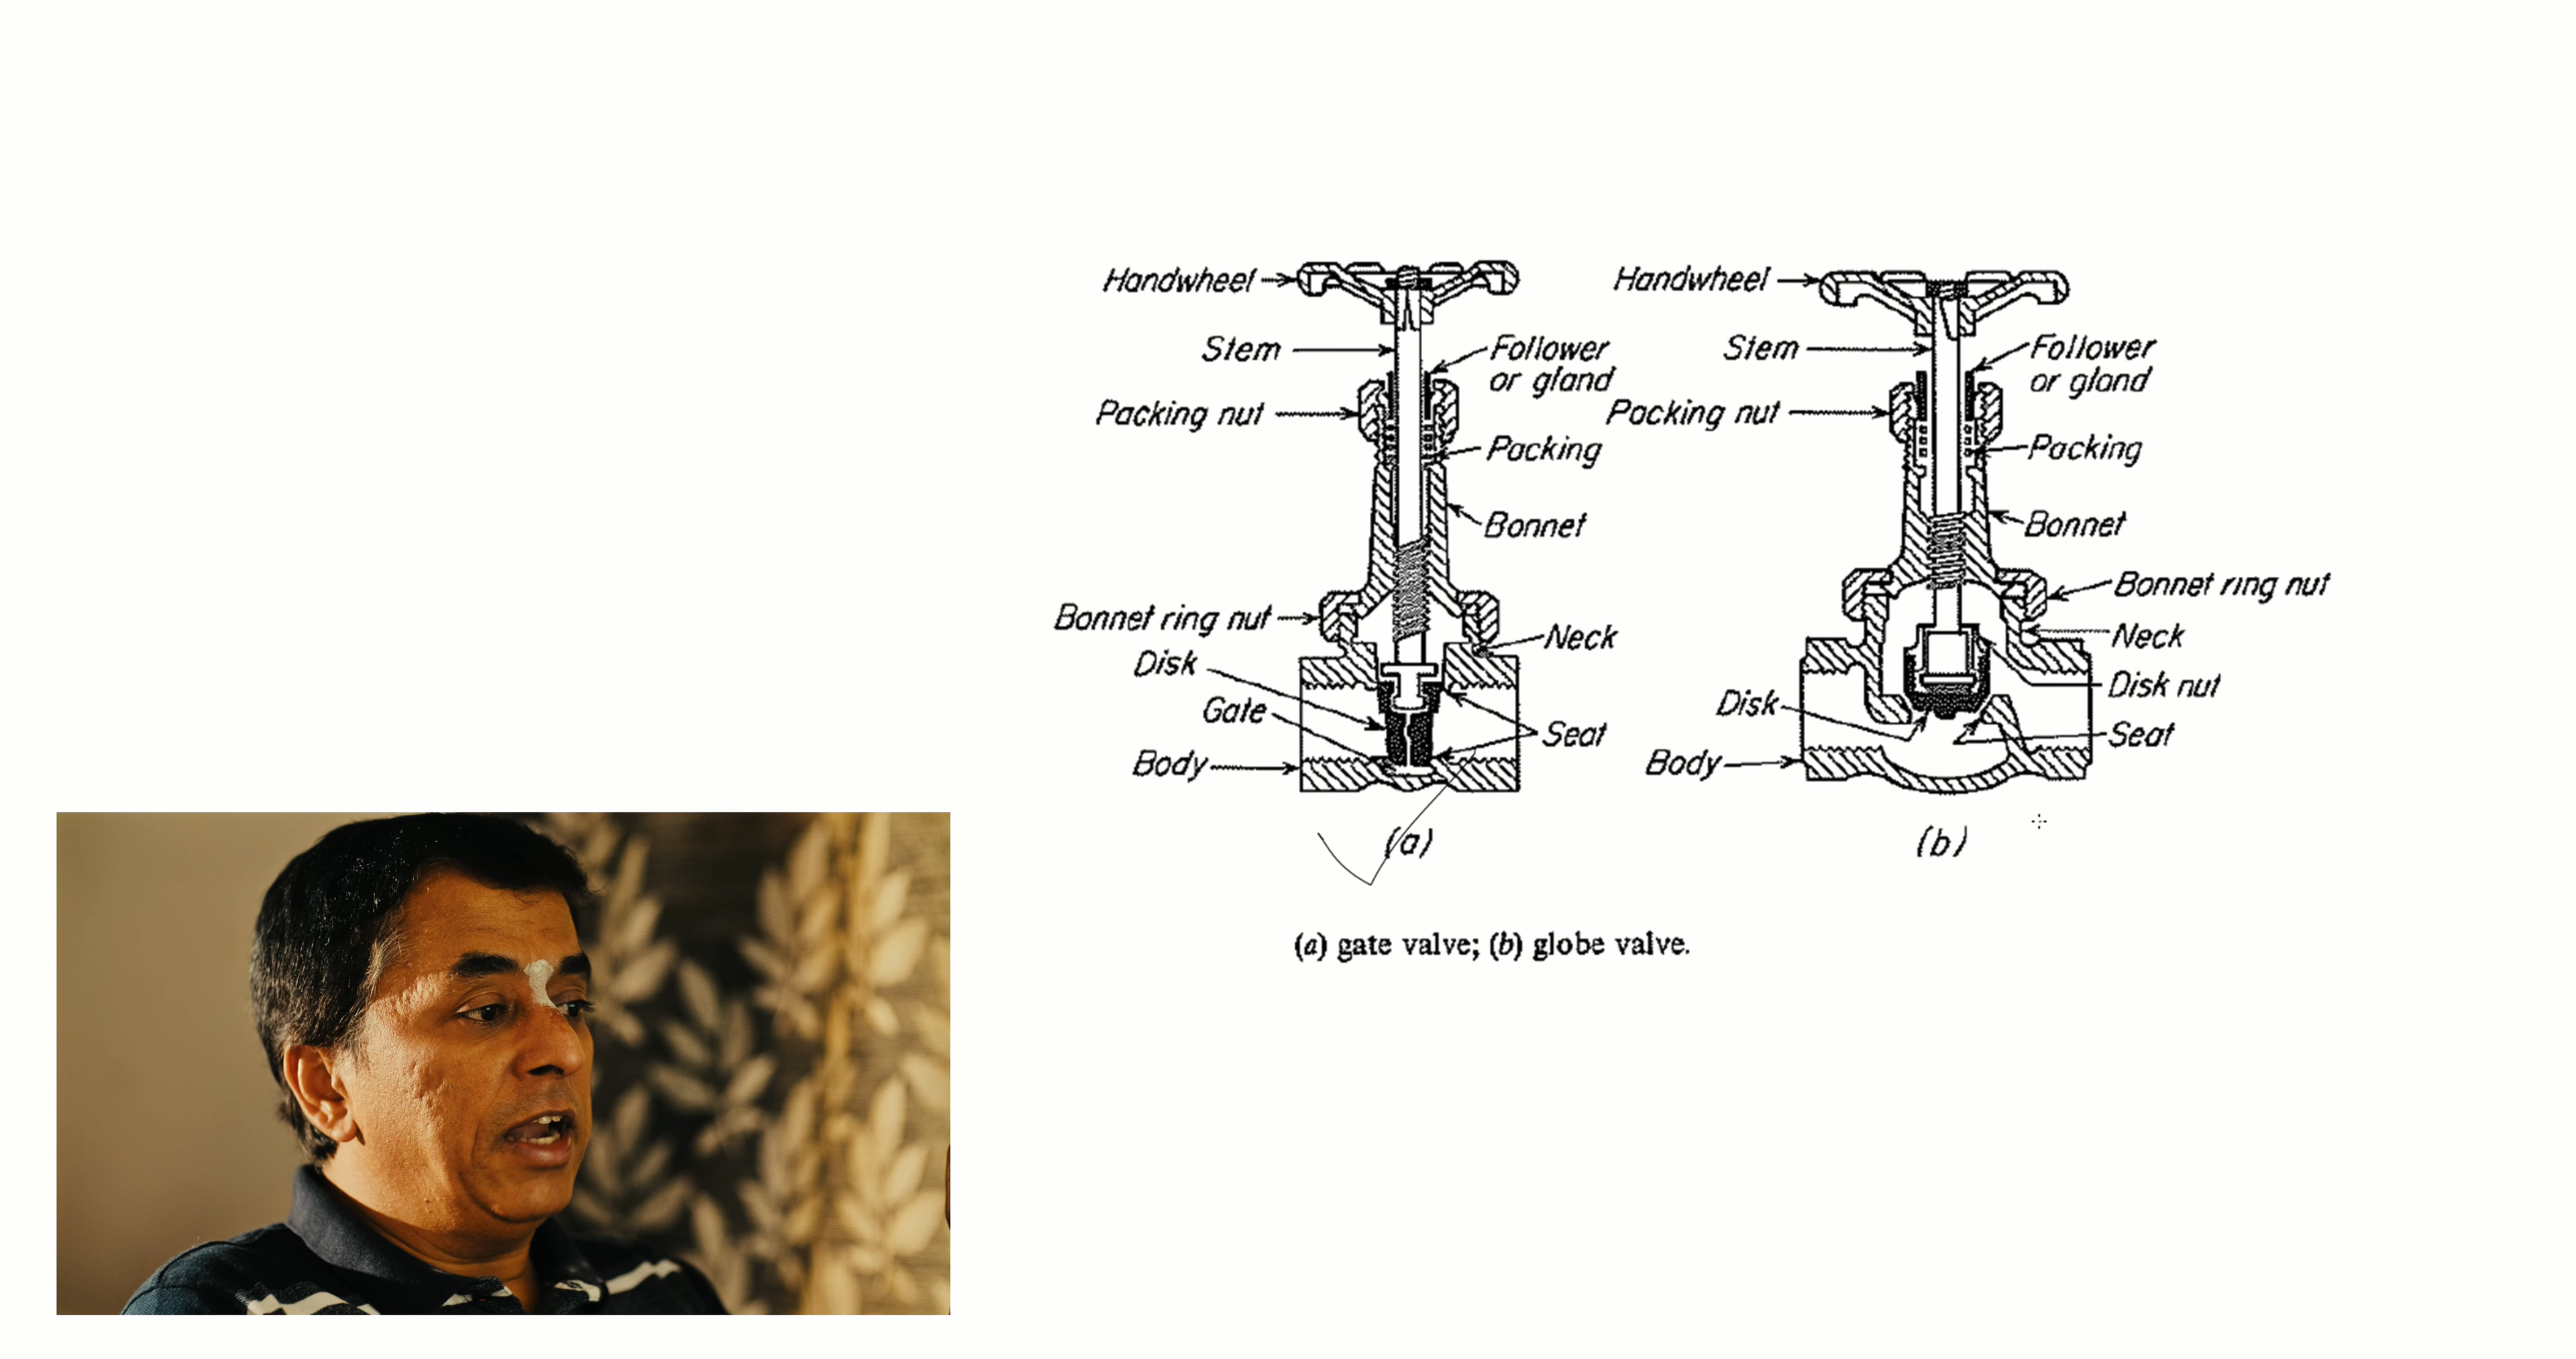 Handwheel
Stem
Follower
or gland
Packing nut
Packing
Bonnet
Bonnet ring nut
Neck
Disk
Gate
Seat
Body
(a)
Handwheel
Stem
Follower
or gland
Packing nut
Packing
Bonnet
Bonnet ring nut
Neck
Disk nut
Disk
Seat
Body
(b)
(a) gate valve; (b) globe valve.